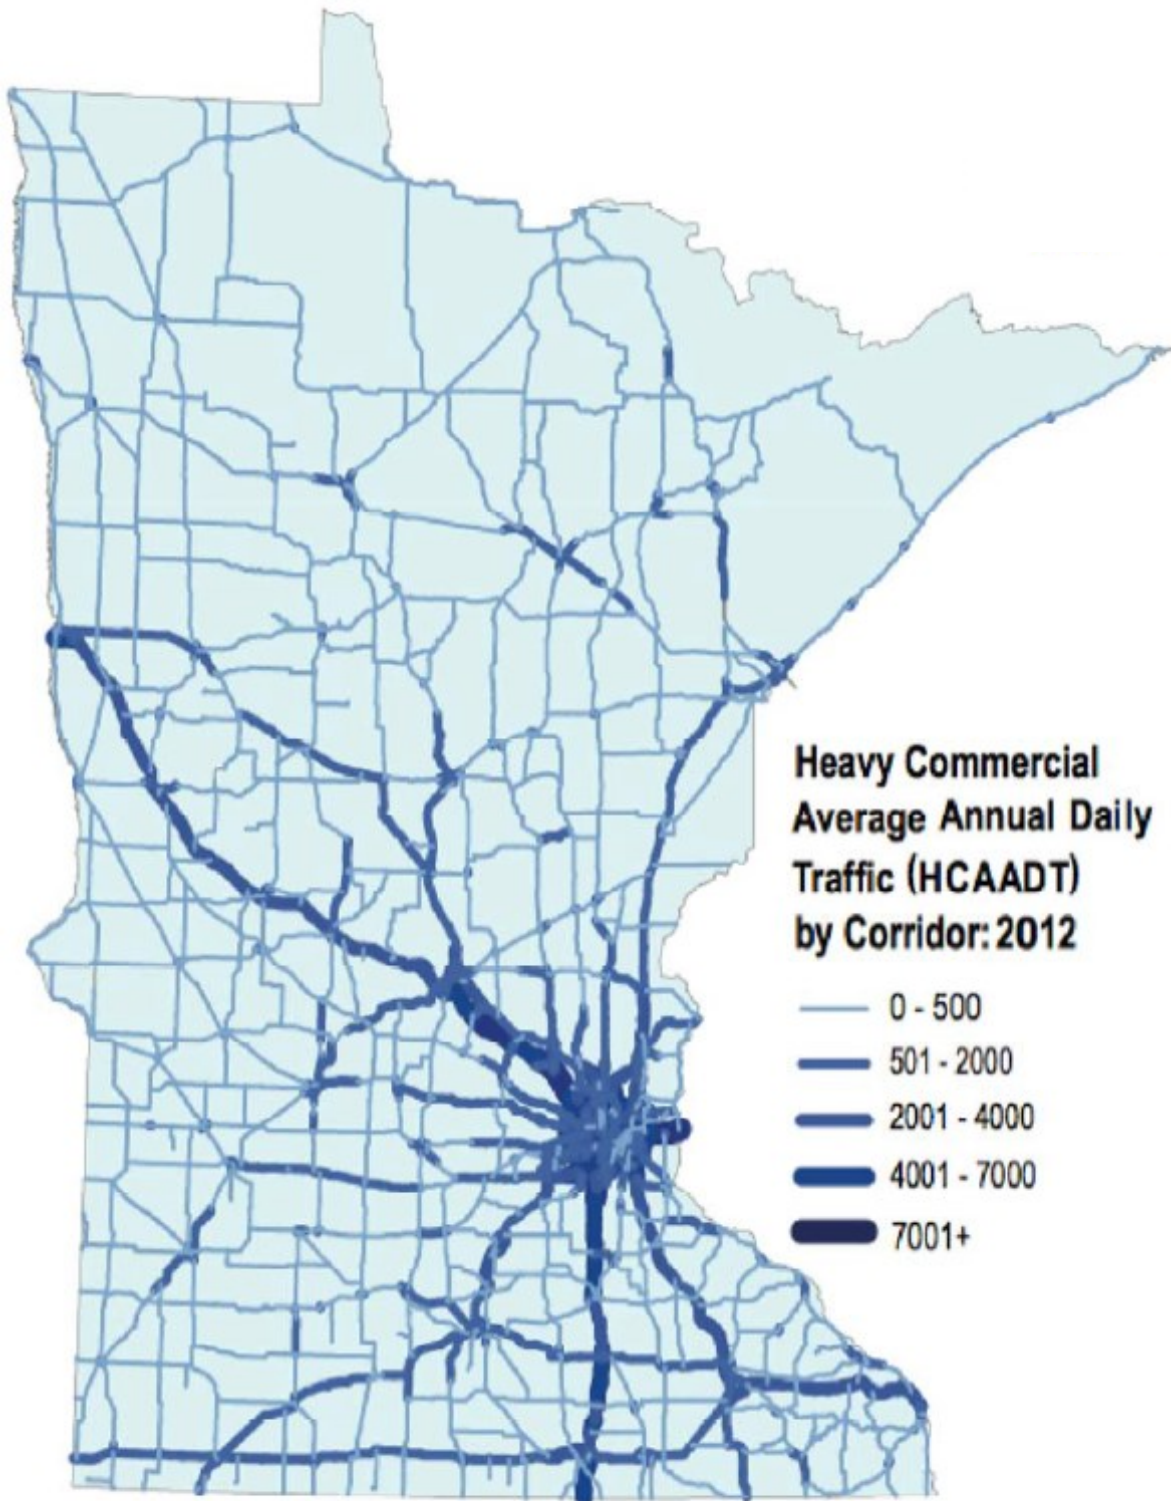 Heavy Commercial
Average Annual Daily
Traffic (HCAADT)
by Corridor: 2012
0 - 500
501 - 2000
2001 - 4000
4001 - 7000
7001+